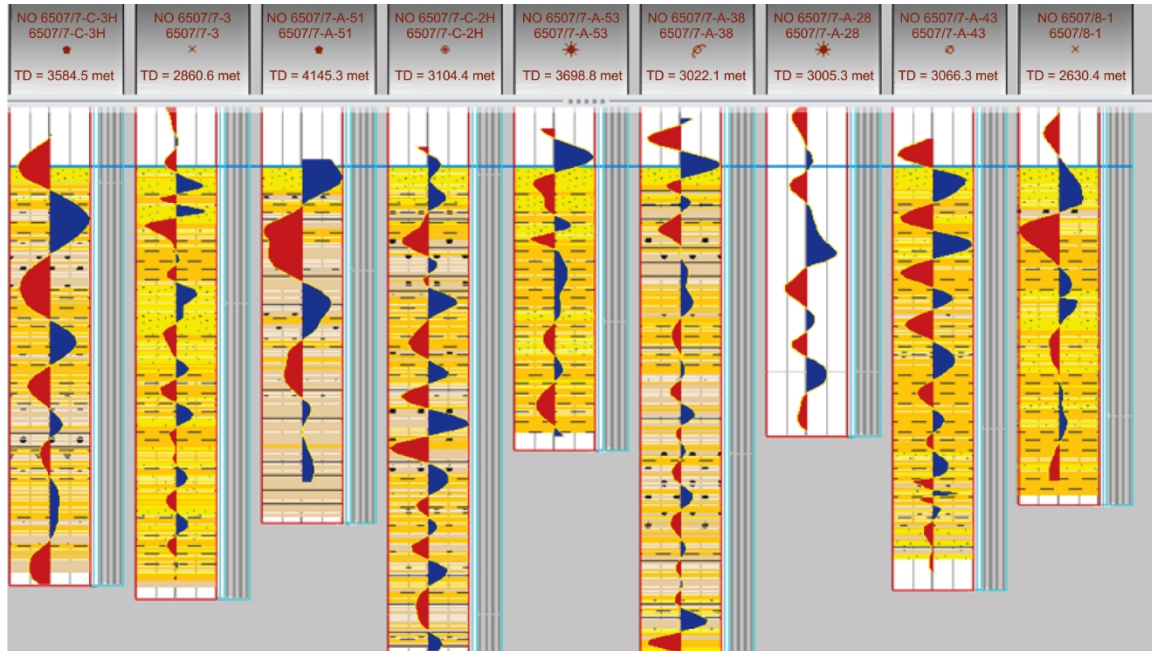 NO 6507/7-C-3H
6507/7-C-3H
TD = 3584.5 met
NO 6507/7-3
6507/7-3
TD = 2860.6 met
NO 6507/7-A-51
6507/7-A-51
TD = 4145.3 met
NO 6507/7-C-2H
6507/7-C-2H
TD = 3104.4 met
NO 6507/7-A-53
6507/7-A-53
TD = 3698.8 met
NO 6507/7-A-38
6507/7-A-38
TD = 3022.1 met
NO 6507/7-A-28
6507/7-A-28
TD = 3005.3 met
NO 6507/7-A-43
6507/7-A-43
TD = 3066.3 met
NO 6507/8-1
6507/8-1
TD = 2630.4 met